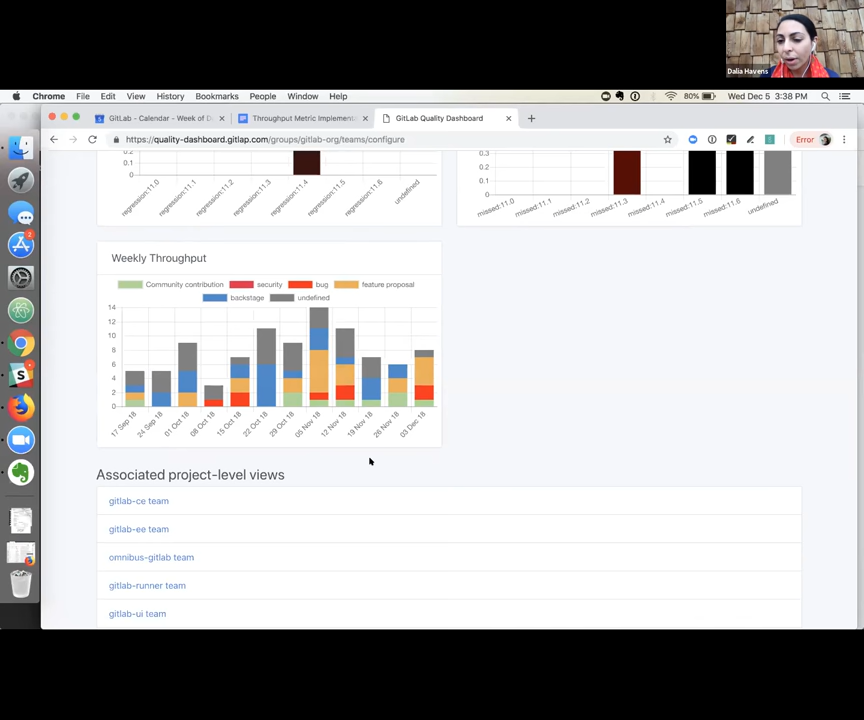 Dalia Havens
Chrome File Edit View History Bookmarks People Window Help 80% Wed Dec 5 3:38 PM
GitLab - Calendar - Week of D Throughput Metric Implement GitLab Quality Dashboard
https://quality-dashboard.gitlap.com/groups/gitlab-org/teams/configure Error
0.2
0.1
0
regression:11.0 regression:11.1 regression:11.2 regression:11.3 regression:11.4 regression:11.5 regression:11.6 undefined
0.3
0.2
0.1
0
missed:11.0 missed:11.1 missed:11.2 missed:11.3 missed:11.4 missed:11.5 missed:11.6 undefined
Weekly Throughput
Community contribution security bug feature proposal
backstage undefined
14
12
10
8
6
4
2
0
17 Sep 18 24 Sep 18 01 Oct 18 08 Oct 18 15 Oct 18 22 Oct 18 29 Oct 18 05 Nov 18 12 Nov 18 19 Nov 18 26 Nov 18 03 Dec 18
Associated project-level views
gitlab-ce team
gitlab-ee team
omnibus-gitlab team
gitlab-runner team
gitlab-ui team